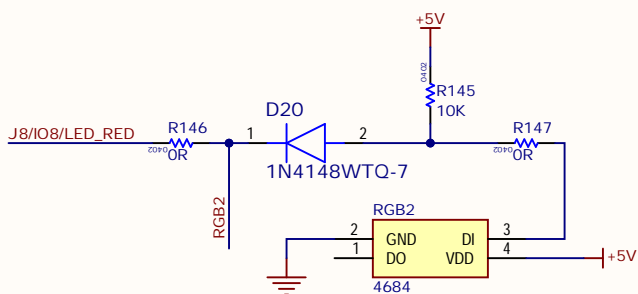 +5V
0402
R145
10K
D20
J8/IO8/LED_RED
R146
0402
0R
1
2
1N4148WTQ-7
R147
0402
0R
RGB2
RGB2
2
GND
DI
3
1
DO
VDD
4
+5V
4684